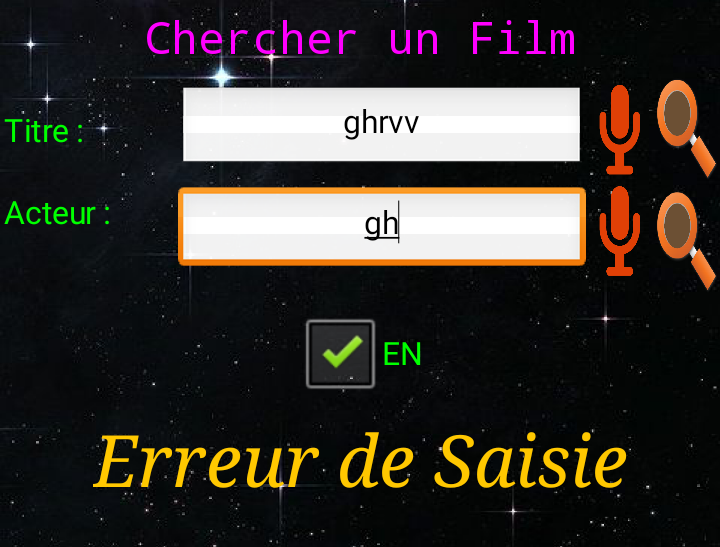 Chercher un Film
Titre : ghrvv
Acteur : gh
EN
Erreur de Saisie